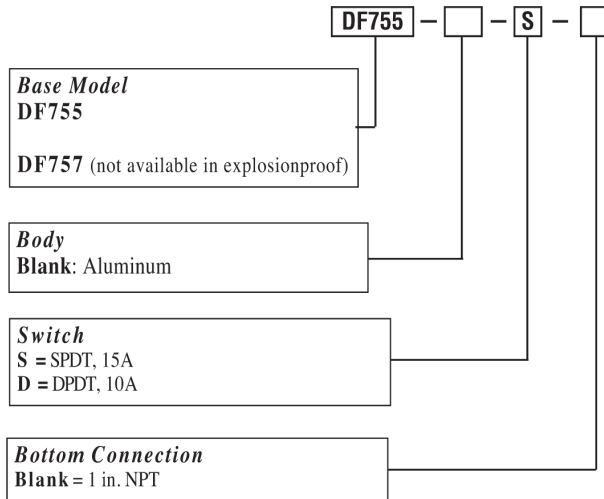 DF755 – – S –
Base Model
DF755
DF757 (not available in explosionproof)
Body
Blank: Aluminum
Switch
S = SPDT, 15A
D = DPDT, 10A
Bottom Connection
Blank = 1 in. NPT